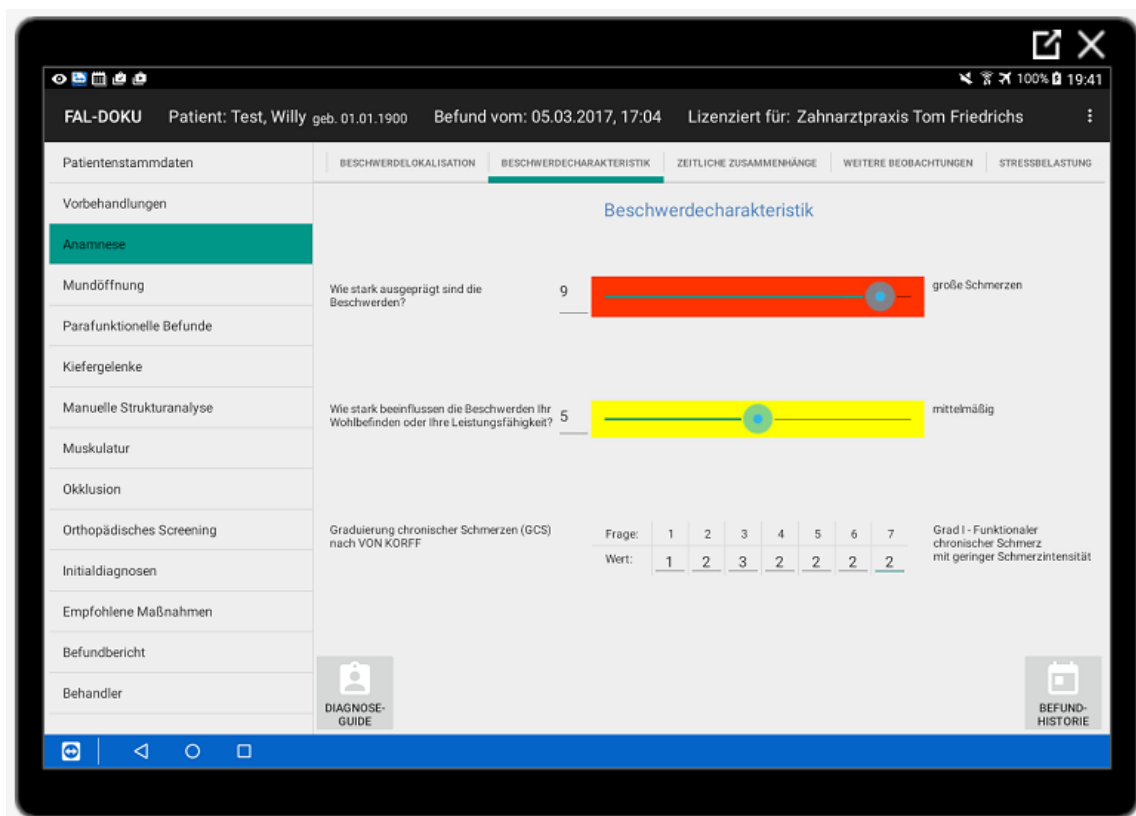 100% 19:41
FAL-DOKU Patient: Test, Willy geb. 01.01.1900 Befund vom: 05.03.2017, 17:04 Lizenziert für: Zahnarztpraxis Tom Friedrichs
Patientenstammdaten
Vorbehandlungen
Anamnese
Mundöffnung
Parafunktionelle Befunde
Kiefergelenke
Manuelle Strukturanalyse
Muskulatur
Okklusion
Orthopädisches Screening
Initialdiagnosen
Empfohlene Maßnahmen
Befundbericht
Behandler
BESCHWERDELOKALISATION BESCHWERDECHARAKTERISTIK ZEITLICHE ZUSAMMENHÄNGE WEITERE BEOBACHTUNGEN STRESSBELASTUNG
Beschwerdecharakteristik
Wie stark ausgeprägt sind die
Beschwerden?
9
große Schmerzen
Wie stark beeinflussen die Beschwerden Ihr
Wohlbefinden oder Ihre Leistungsfähigkeit?
5
mittelmäßig
Graduierung chronischer Schmerzen (GCS)
nach VON KORFF
Frage: 1 2 3 4 5 6 7
Wert: 1 2 3 2 2 2 2
Grad I - Funktionaler
chronischer Schmerz
mit geringer Schmerzintensität
DIAGNOSE-
GUIDE
BEFUND-
HISTORIE